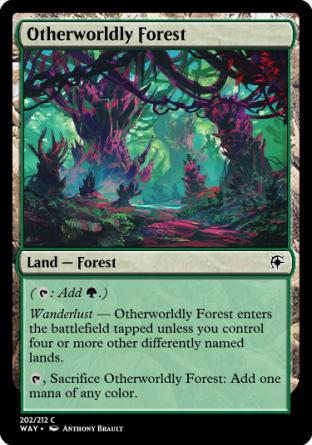 Otherworldly Forest
Land — Forest
(: Add .)
Wanderlust — Otherworldly Forest enters
the battlefield tapped unless you control
four or more other differently named
lands.
, Sacrifice Otherworldly Forest: Add one
mana of any color.
202/212 C
WAY • Anthony Brault